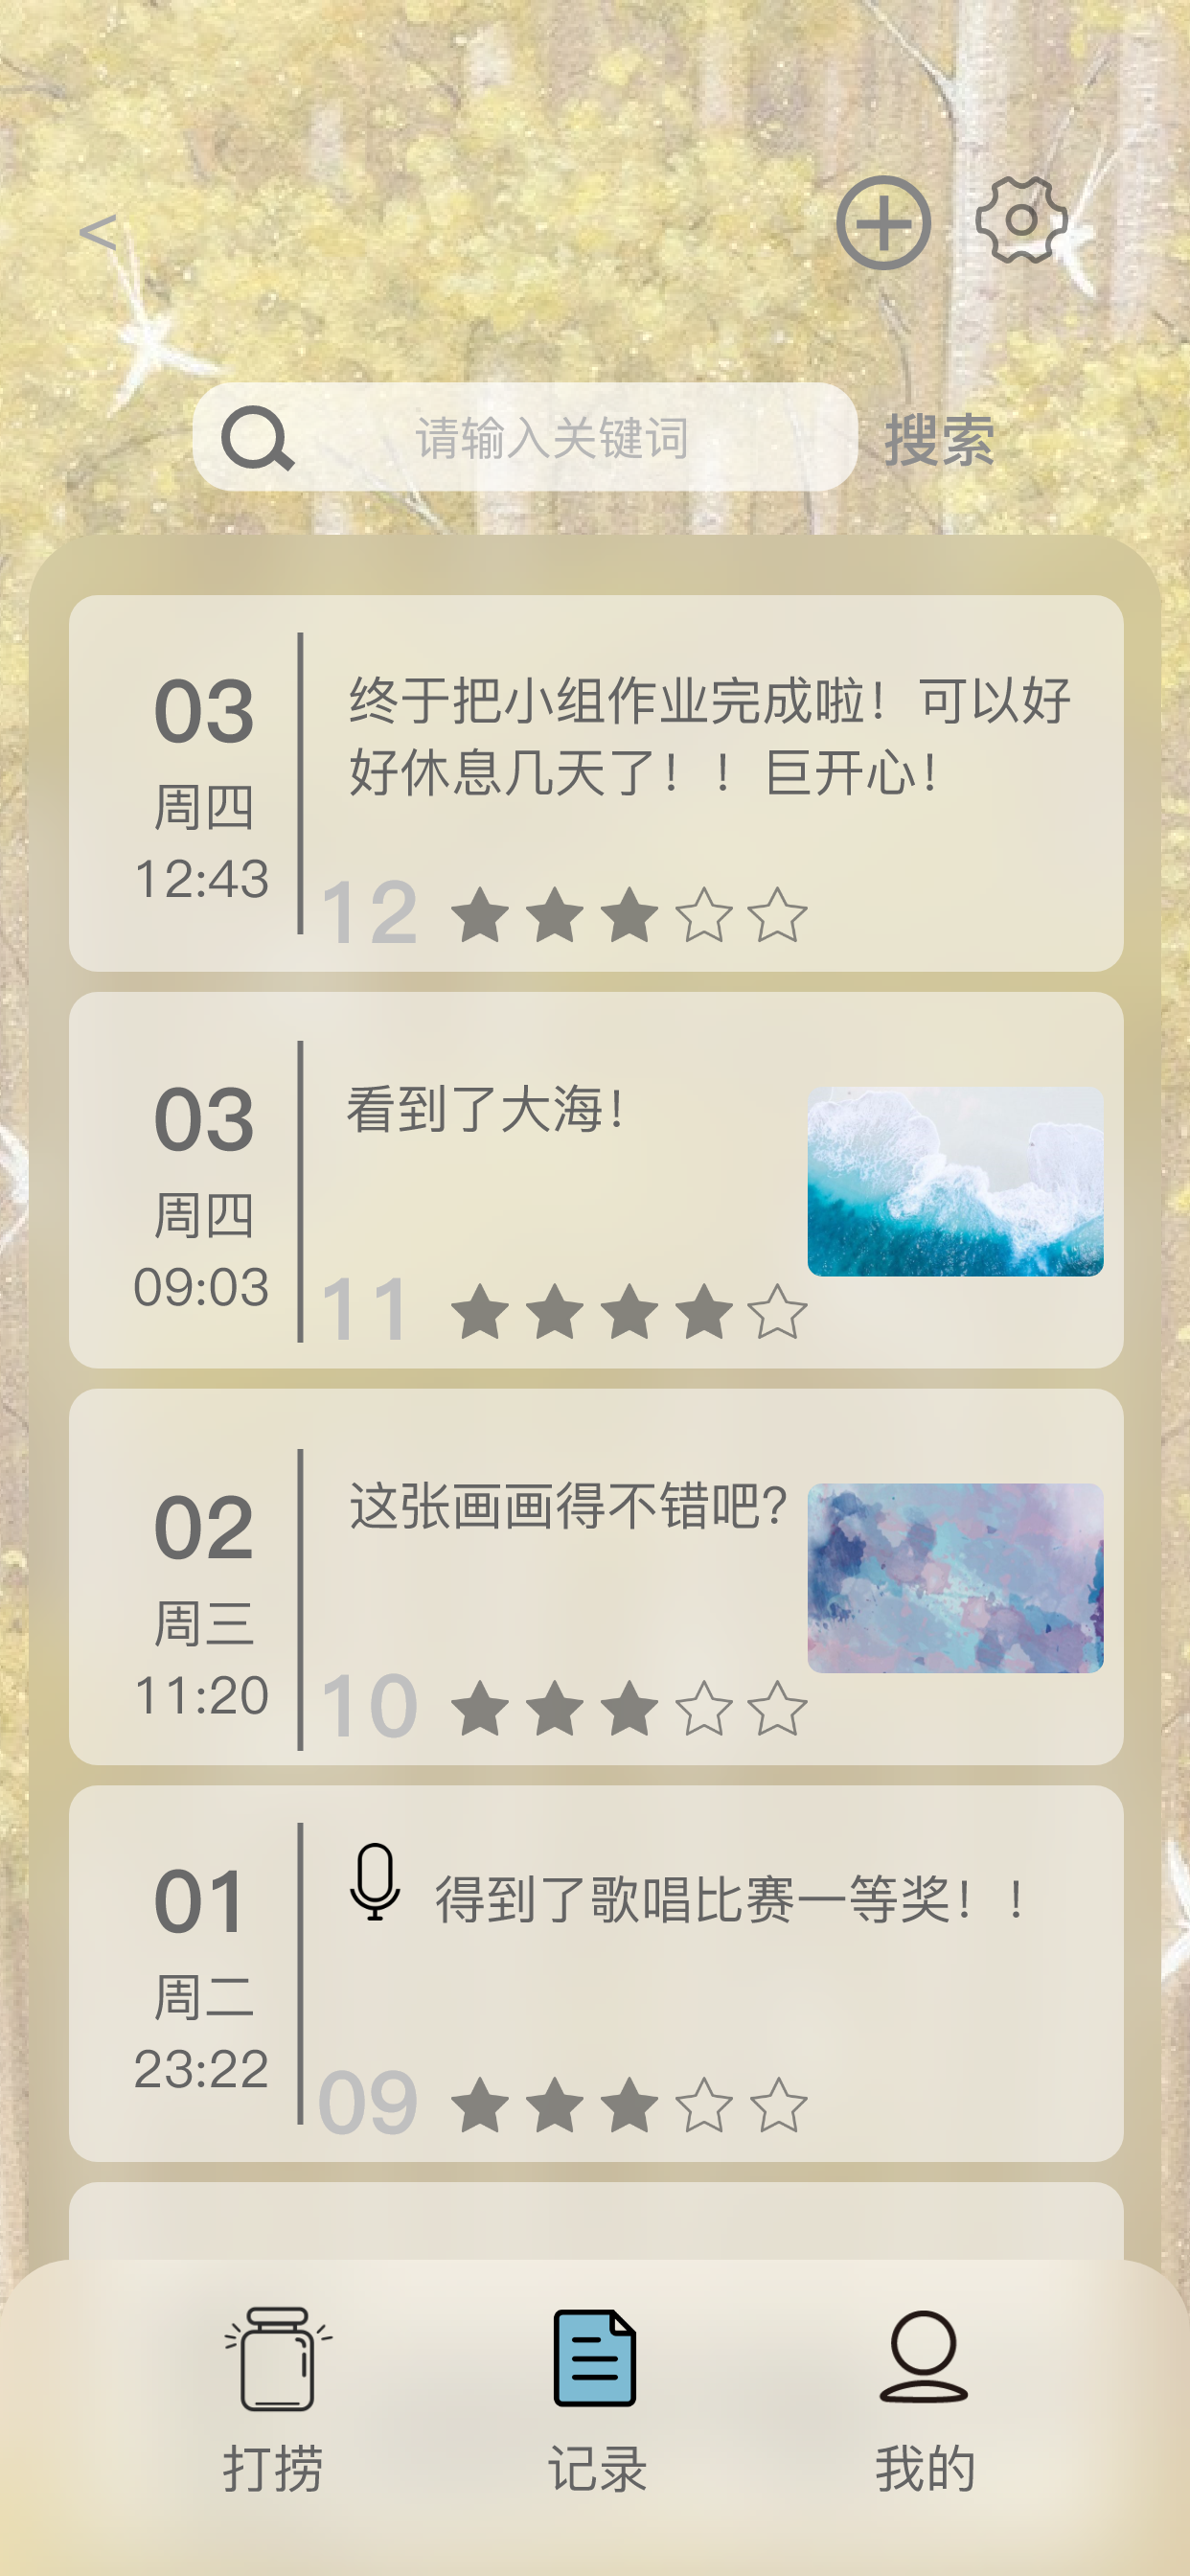 <
请输入关键词
搜索
03
周四
12:43
终于把小组作业完成啦！可以好
好休息几天了！！巨开心！
12
03
周四
09:03
看到了大海！
11
02
周三
11:20
这张画画得不错吧？
10
01
周二
23:22
得到了歌唱比赛一等奖！！
09
打捞
记录
我的